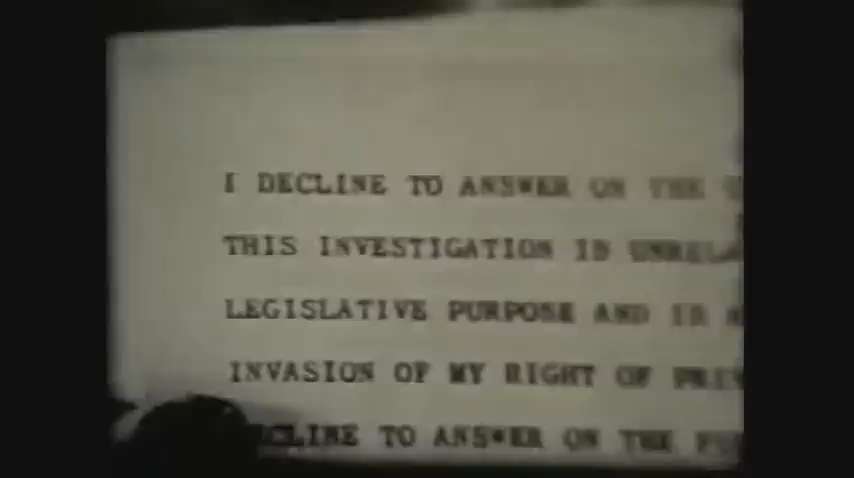 I DECLINE TO ANSWER ON THE
THIS INVESTIGATION IS
LEGISLATIVE PURPOSE AND IS
INVASION OF MY RIGHT OF
TO ANSWER ON THE